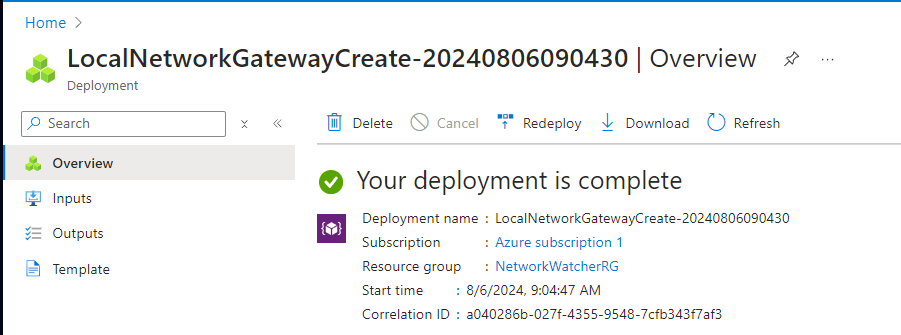 Home >
LocalNetworkGatewayCreate-20240806090430 | Overview ...
Deployment
Search
Delete Cancel Redeploy Download Refresh
Overview
Inputs
Outputs
Template
Your deployment is complete
Deployment name : LocalNetworkGatewayCreate-20240806090430
Subscription : Azure subscription 1
Resource group : NetworkWatcherRG
Start time : 8/6/2024, 9:04:47 AM
Correlation ID : a040286b-027f-4355-9548-7cfb343f7af3